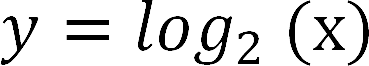 y = log₂ (x)